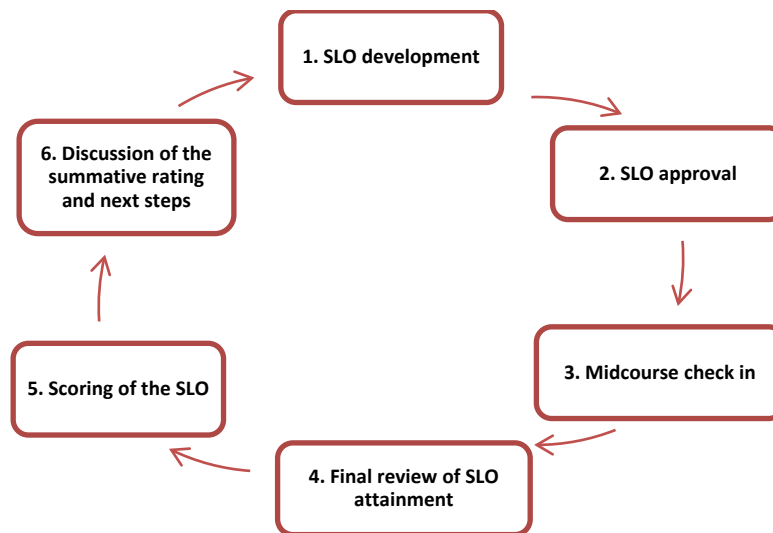 1. SLO development
2. SLO approval
3. Midcourse check in
4. Final review of SLO
attainment
5. Scoring of the SLO
6. Discussion of the
summative rating
and next steps